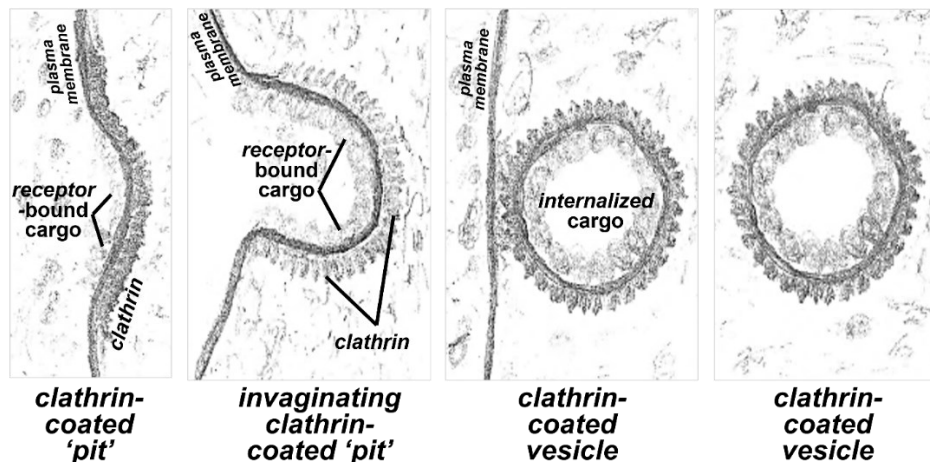 plasma
membrane
receptor
-bound
cargo
clathrin
clathrin-
coated
‘pit’
plasma
membrane
receptor-
bound
cargo
clathrin
invaginating
clathrin-
coated ‘pit’
plasma
membrane
internalized
cargo
clathrin-
coated
vesicle
clathrin-
coated
vesicle